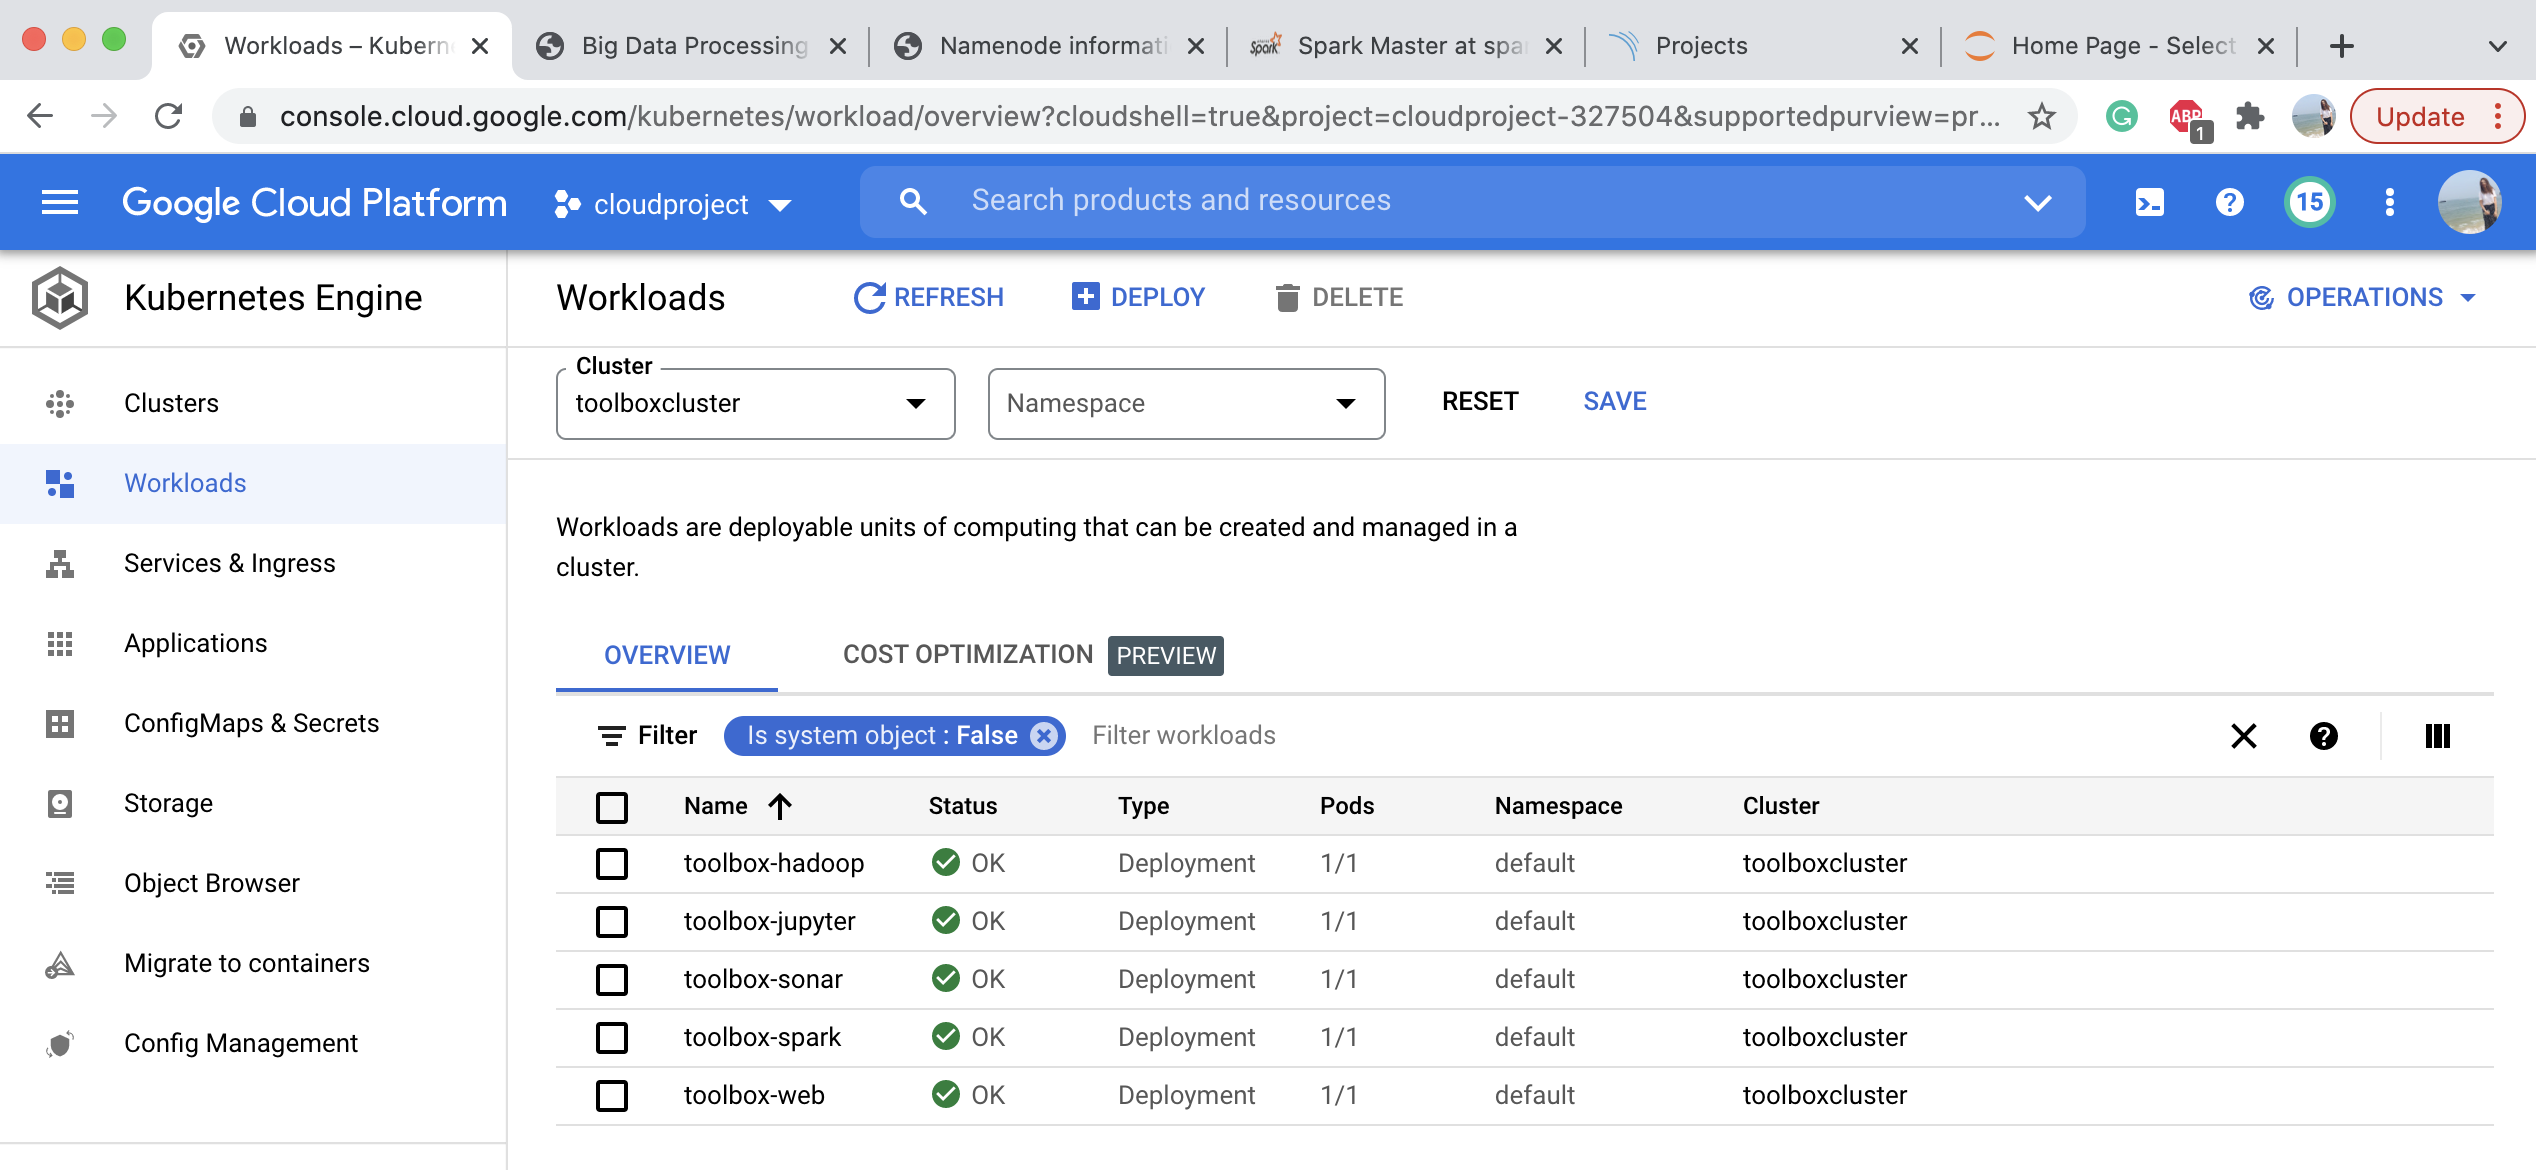 Workloads – Kubern
Big Data Processing
Namenode informati
Spark Master at spar
Projects
Home Page - Select
console.cloud.google.com/kubernetes/workload/overview?cloudshell=true&project=cloudproject-327504&supportedpurview=pr...
ABP
1
Update
Google Cloud Platform
cloudproject
Search products and resources
15
Kubernetes Engine
Workloads
REFRESH
DEPLOY
DELETE
OPERATIONS
Clusters
Workloads
Services & Ingress
Applications
ConfigMaps & Secrets
Storage
Object Browser
Migrate to containers
Config Management
Cluster
toolboxcluster
Namespace
RESET
SAVE
Workloads are deployable units of computing that can be created and managed in a
cluster.
OVERVIEW
COST OPTIMIZATION PREVIEW
Filter
Is system object : False
Filter workloads
Name Status Type Pods Namespace Cluster
toolbox-hadoop OK Deployment 1/1 default toolboxcluster
toolbox-jupyter OK Deployment 1/1 default toolboxcluster
toolbox-sonar OK Deployment 1/1 default toolboxcluster
toolbox-spark OK Deployment 1/1 default toolboxcluster
toolbox-web OK Deployment 1/1 default toolboxcluster